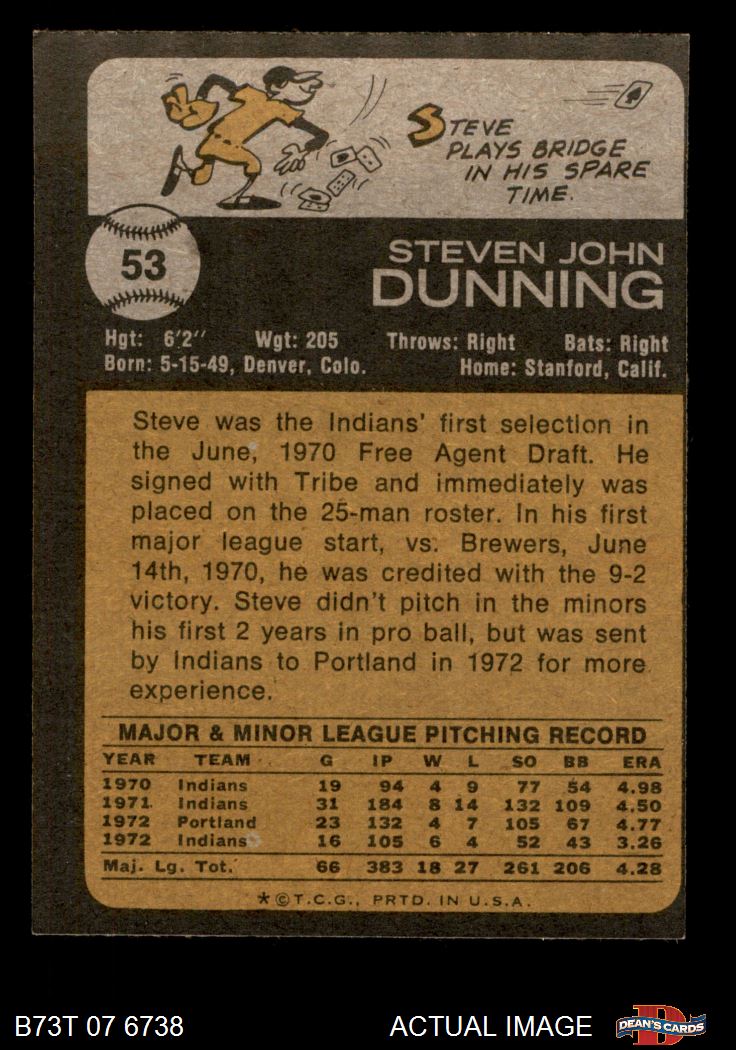 STEVE
PLAYS BRIDGE
IN HIS SPARE
TIME.
53
STEVEN JOHN
DUNNING
Hgt: 6'2" Wgt: 205 Throws: Right Bats: Right
Born: 5-15-49, Denver, Colo. Home: Stanford, Calif.
Steve was the Indians' first selection in
the June, 1970 Free Agent Draft. He
signed with Tribe and immediately was
placed on the 25-man roster. In his first
major league start, vs. Brewers, June
14th, 1970, he was credited with the 9-2
victory. Steve didn't pitch in the minors
his first 2 years in pro ball, but was sent
by Indians to Portland in 1972 for more
experience.
MAJOR & MINOR LEAGUE PITCHING RECORD
YEAR TEAM G IP W L SO BB ERA
1970 Indians 19 94 4 9 77 54 4.98
1971 Indians 31 184 8 14 132 109 4.50
1972 Portland 23 132 4 7 105 67 4.77
1972 Indians 16 105 6 4 52 43 3.26
Maj. Lg. Tot. 66 383 18 27 261 206 4.28
*©T.C.G., PRTD. IN U.S.A.
B73T 07 6738 ACTUAL IMAGE
DEAN'S CARDS